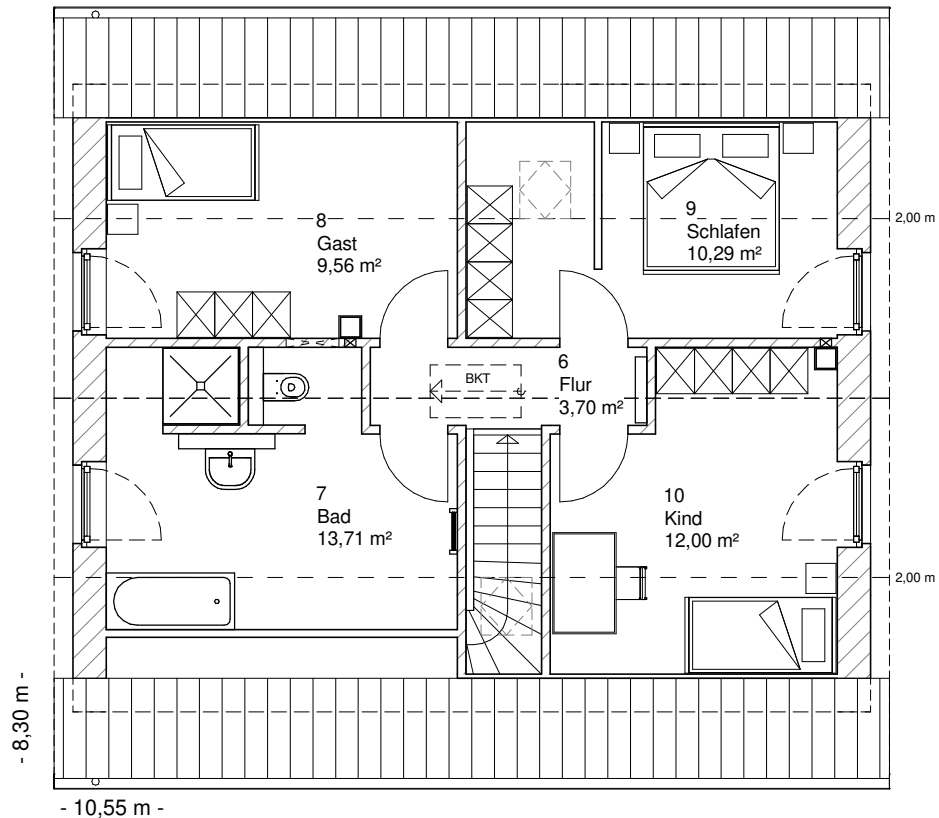 8
Gast
9,56 m²
9
Schlafen
10,29 m²
2,00 m
BKT
6
Flur
3,70 m²
7
Bad
13,71 m²
10
Kind
12,00 m²
2,00 m
- 8,30 m -
- 10,55 m -